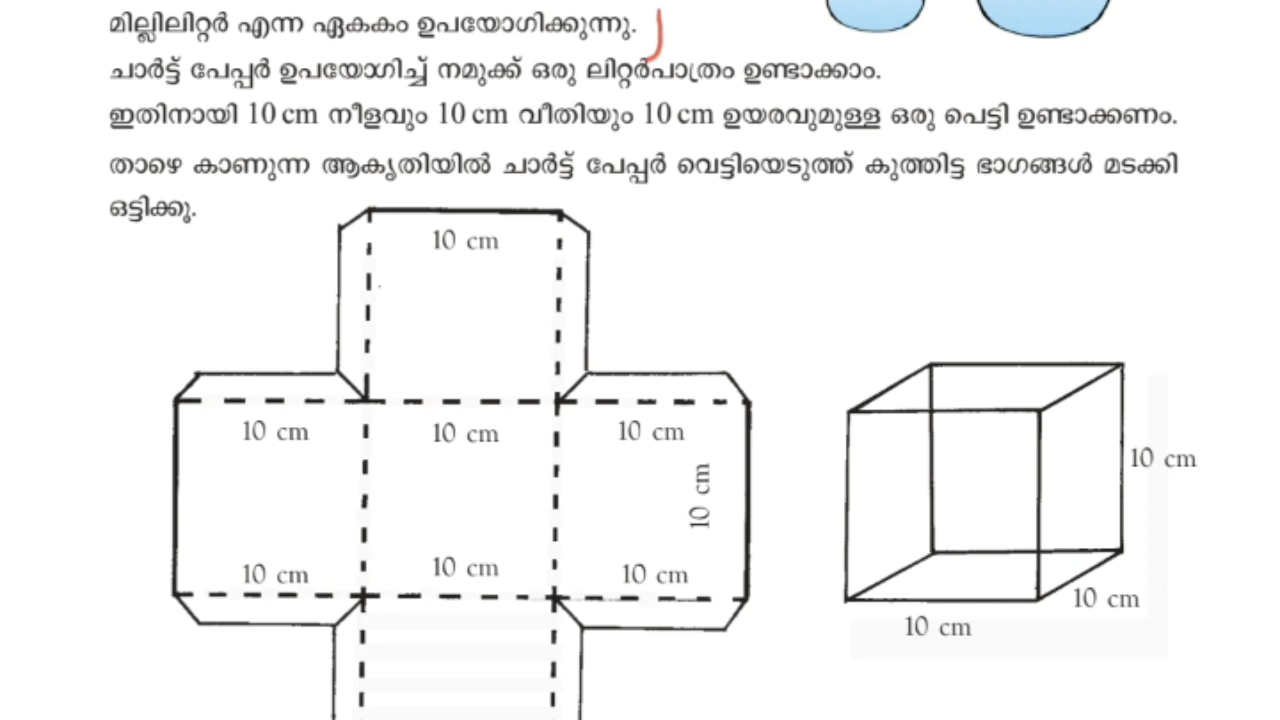 മില്ലിലിറ്റർ എന്ന ഏകകം ഉപയോഗിക്കുന്നു.
ചാർട്ട് പേപ്പർ ഉപയോഗിച്ച് നമുക്ക് ഒരു ലിറ്റർപാത്രം ഉണ്ടാക്കാം.
ഇതിനായി 10 cm നീളവും 10 cm വീതിയും 10 cm ഉയരവുമുള്ള ഒരു പെട്ടി ഉണ്ടാക്കണം.
താഴെ കാണുന്ന ആകൃതിയിൽ ചാർട്ട് പേപ്പർ വെട്ടിയെടുത്ത് കുത്തിട്ട ഭാഗങ്ങൾ മടക്കി
ഒട്ടിക്കൂ.
10 cm
10 cm
10 cm
10 cm
10 cm
10 cm
10 cm
10 cm
10 cm
10 cm
10 cm